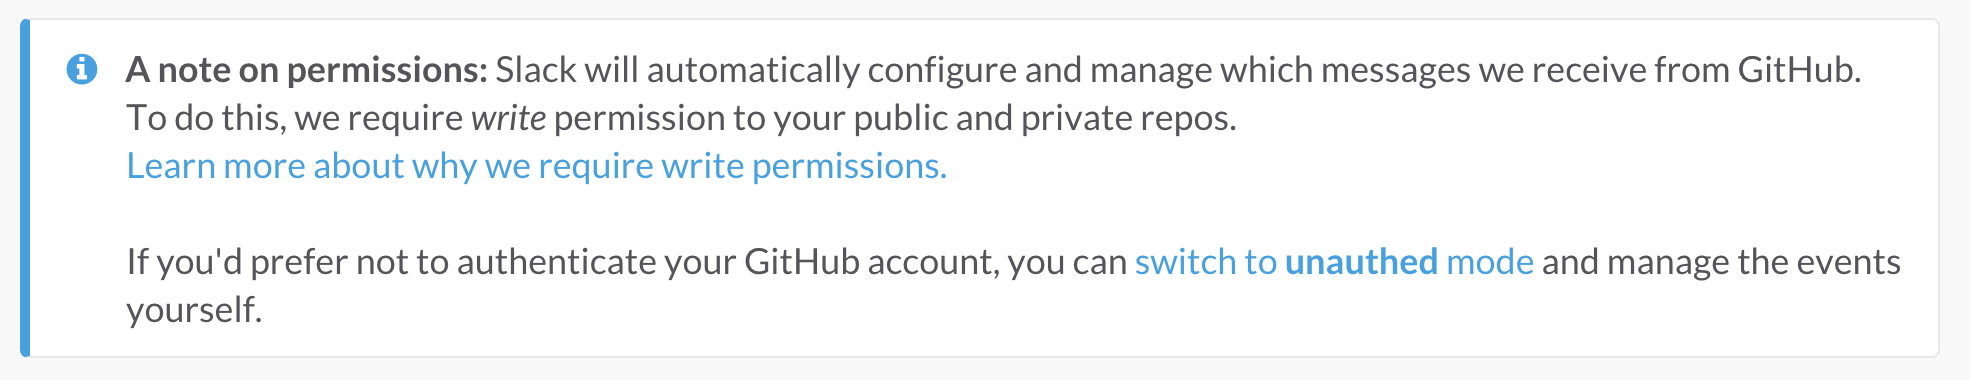 A note on permissions: Slack will automatically configure and manage which messages we receive from GitHub.
To do this, we require write permission to your public and private repos.
Learn more about why we require write permissions.
If you'd prefer not to authenticate your GitHub account, you can switch to unauthed mode and manage the events
yourself.